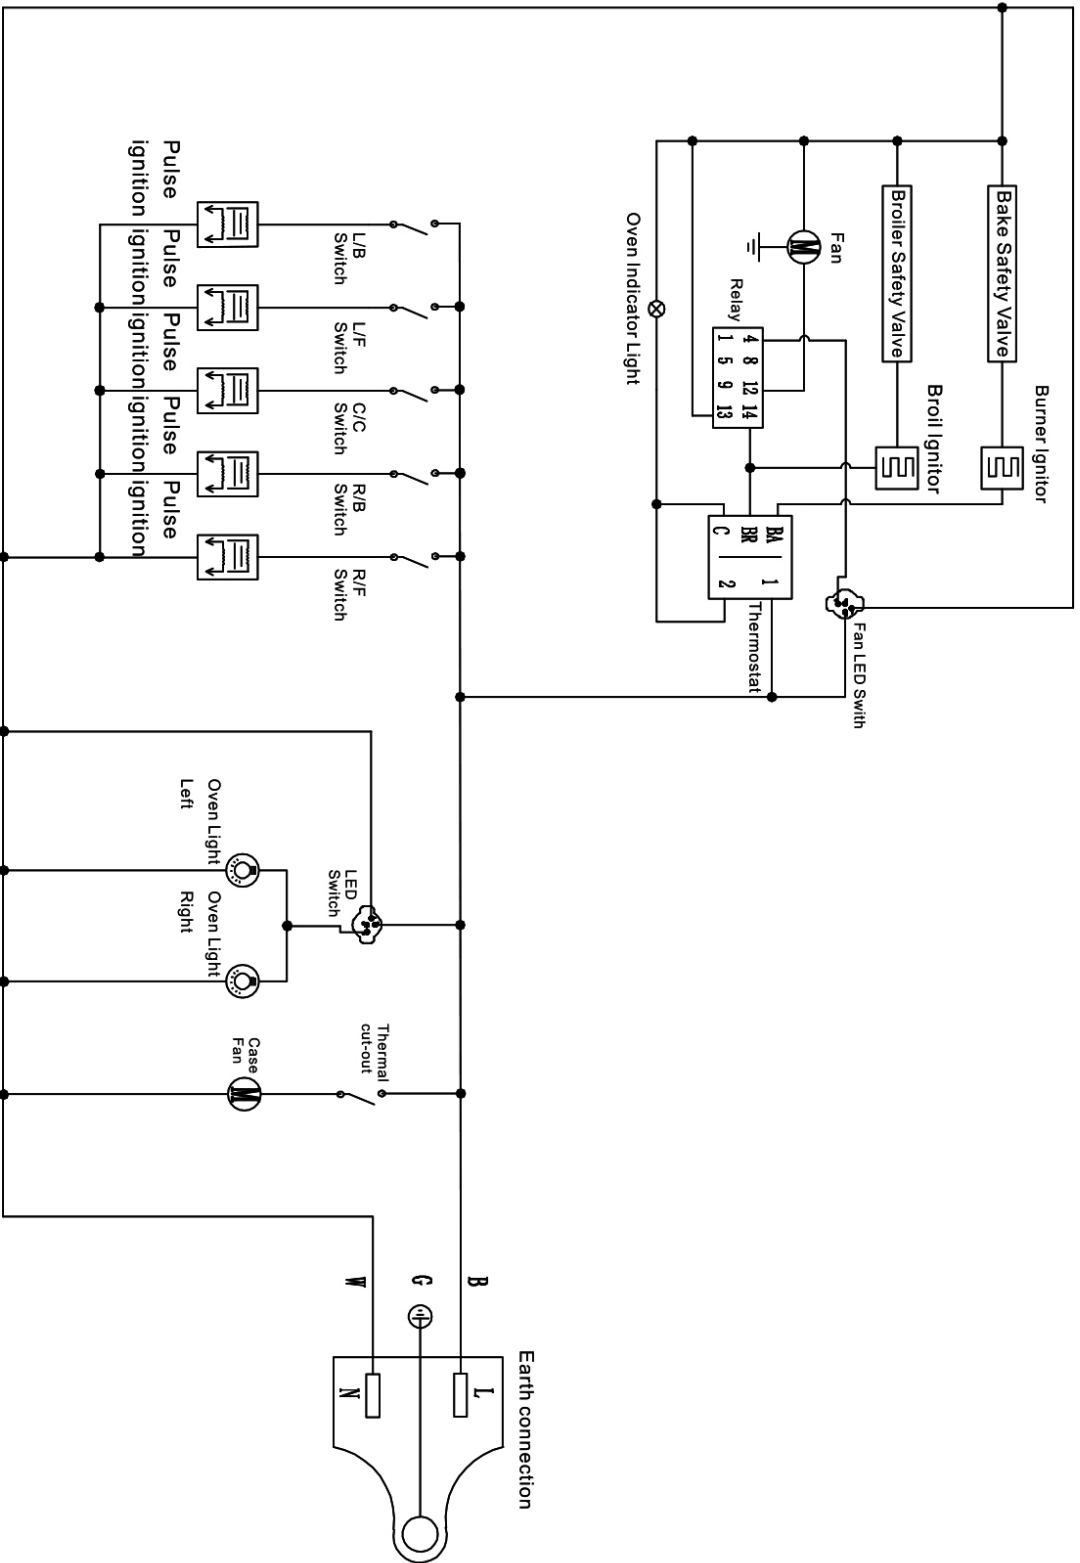 Burner Ignitor
Bake Safety Valve
Broil Ignitor
Broiler Safety Valve
Fan LED Swith
Fan
M
Relay
4 8 12 14
1 5 9 13
BA
BR
C
1
2
Thermostat
Oven Indicator Light
Earth connection
L
B
G
N
W
Thermal
cut-out
L/B
Switch
L/F
Switch
C/C
Switch
R/B
Switch
R/F
Switch
LED
Switch
Case
Fan
M
Oven Light
Left
Oven Light
Right
Pulse
ignition
Pulse
ignition
Pulse
ignition
Pulse
ignition
Pulse
ignition